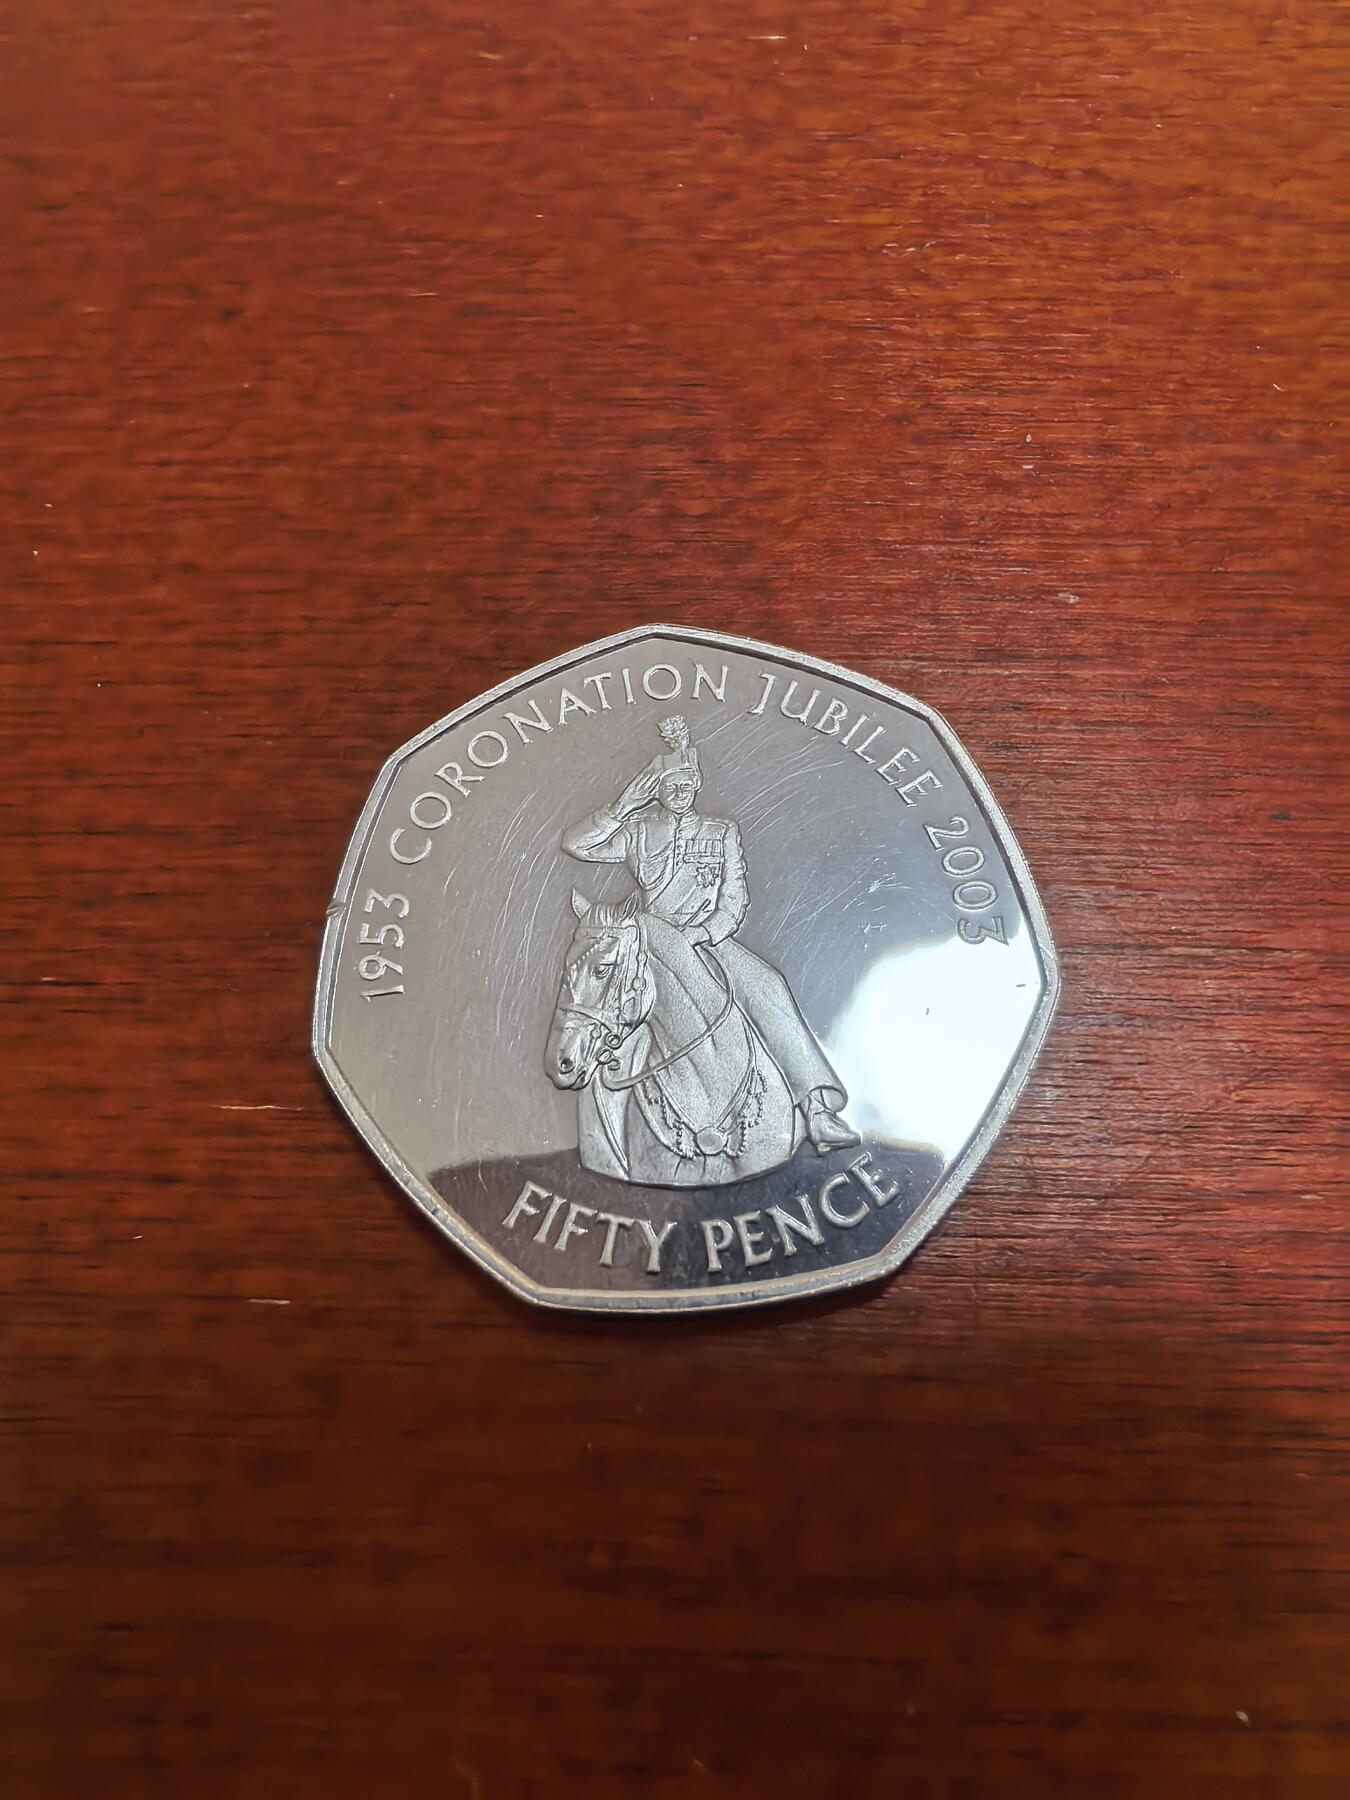 1953 CORONATION JUBILEE 2003
FIFTY PENCE